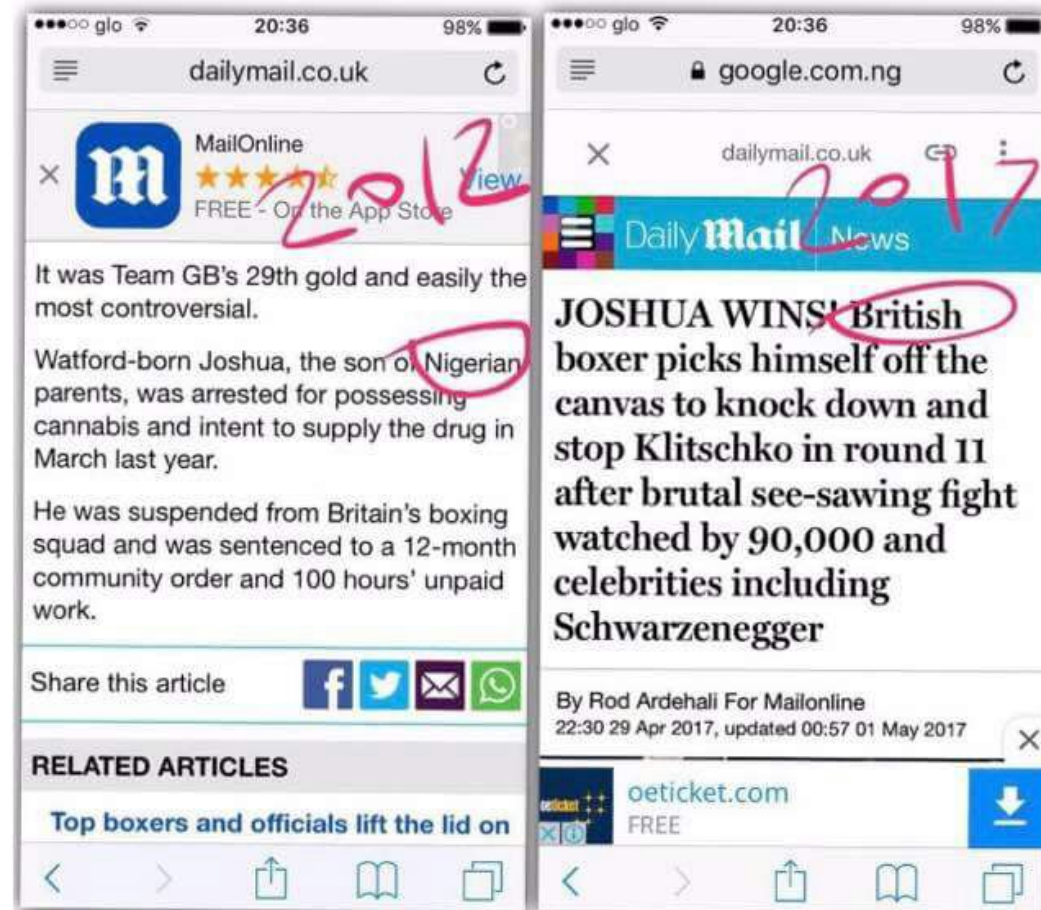 glo 20:36 98%
dailymail.co.uk
MailOnline
2012
View
FREE - On the App Store
It was Team GB's 29th gold and easily the
most controversial.
Watford-born Joshua, the son of Nigerian
parents, was arrested for possessing
cannabis and intent to supply the drug in
March last year.
He was suspended from Britain's boxing
squad and was sentenced to a 12-month
community order and 100 hours' unpaid
work.
Share this article
RELATED ARTICLES
Top boxers and officials lift the lid on
glo 20:36 98%
google.com.ng
dailymail.co.uk
2017
Daily Mail News
JOSHUA WINS! British
boxer picks himself off the
canvas to knock down and
stop Klitschko in round 11
after brutal see-sawing fight
watched by 90,000 and
celebrities including
Schwarzenegger
By Rod Ardehali For Mailonline
22:30 29 Apr 2017, updated 00:57 01 May 2017
oeticket.com
FREE